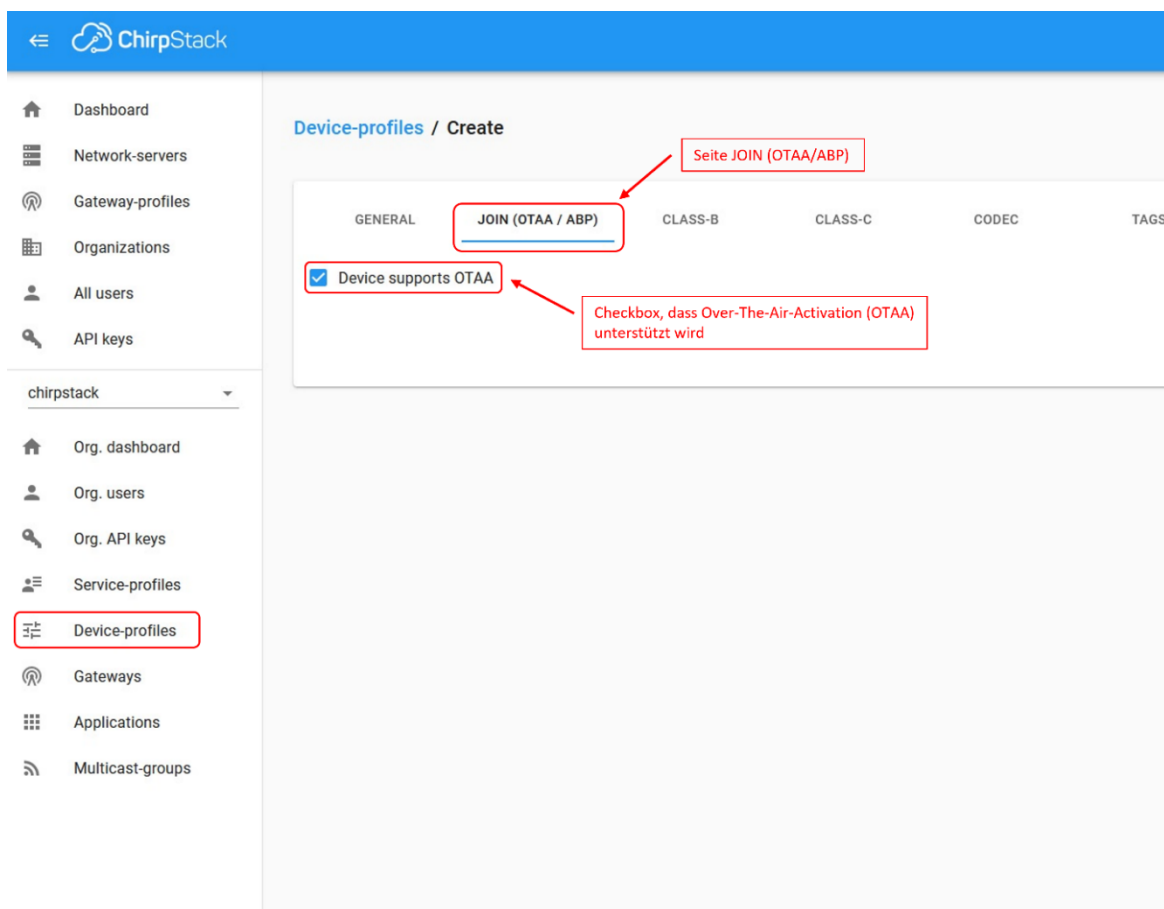 ChirpStack
Dashboard
Network-servers
Gateway-profiles
Organizations
All users
API keys
chirpstack
Org. dashboard
Org. users
Org. API keys
Service-profiles
Device-profiles
Gateways
Applications
Multicast-groups
Device-profiles / Create
Seite JOIN (OTAA/ABP)
GENERAL JOIN (OTAA / ABP) CLASS-B CLASS-C CODEC TAGS
Device supports OTAA
Checkbox, dass Over-The-Air-Activation (OTAA)
unterstützt wird